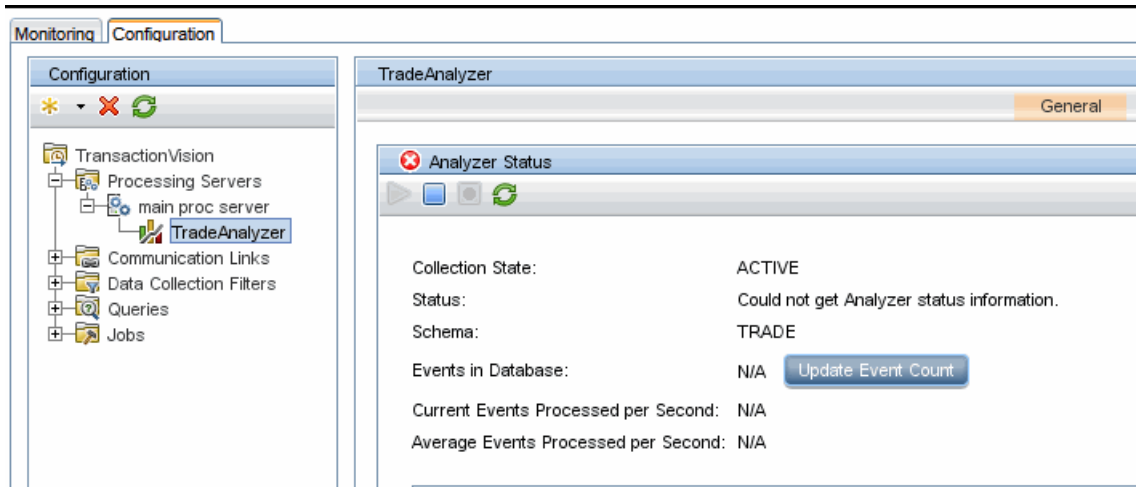 Monitoring Configuration
Configuration
TransactionVision
Processing Servers
main proc server
TradeAnalyzer
Communication Links
Data Collection Filters
Queries
Jobs
TradeAnalyzer
General
Analyzer Status
Collection State: ACTIVE
Status: Could not get Analyzer status information.
Schema: TRADE
Events in Database: N/A Update Event Count
Current Events Processed per Second: N/A
Average Events Processed per Second: N/A